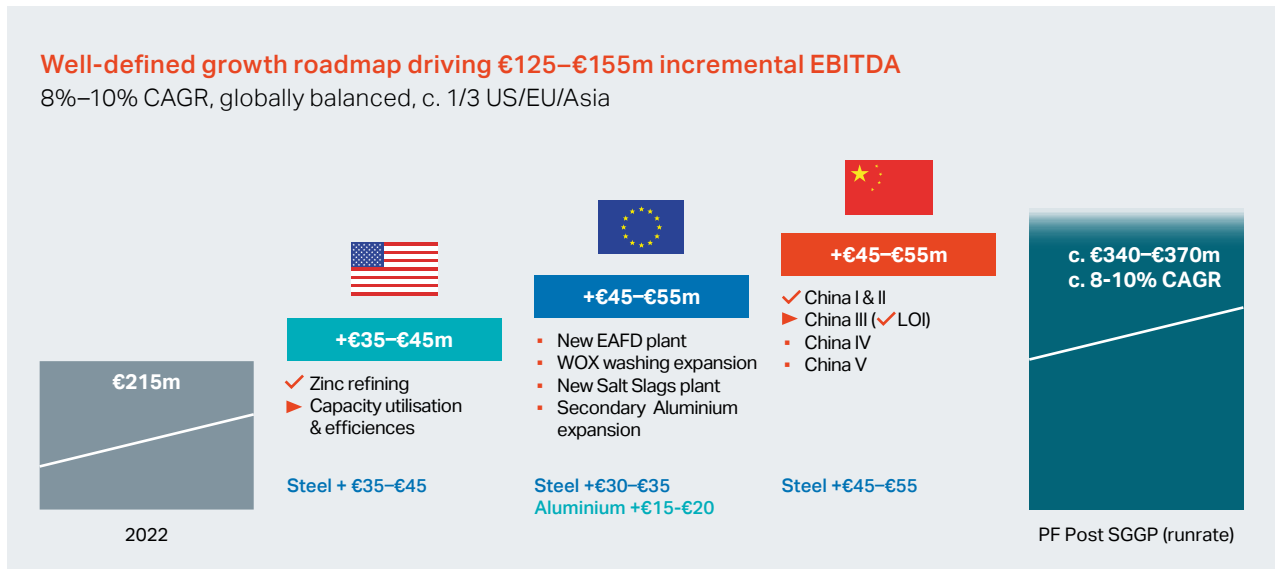 Well-defined growth roadmap driving €125–€155m incremental EBITDA
8%–10% CAGR, globally balanced, c. 1/3 US/EU/Asia
€215m
2022
+€35–€45m
Zinc refining
Capacity utilisation
& efficiences
Steel + €35–€45
+€45–€55m
New EAFD plant
WOX washing expansion
New Salt Slags plant
Secondary Aluminium
expansion
Steel +€30–€35
Aluminium +€15-€20
+€45–€55m
China I & II
China III (✓LOI)
China IV
China V
Steel +€45–€55
c. €340–€370m
c. 8-10% CAGR
PF Post SGGP (runrate)